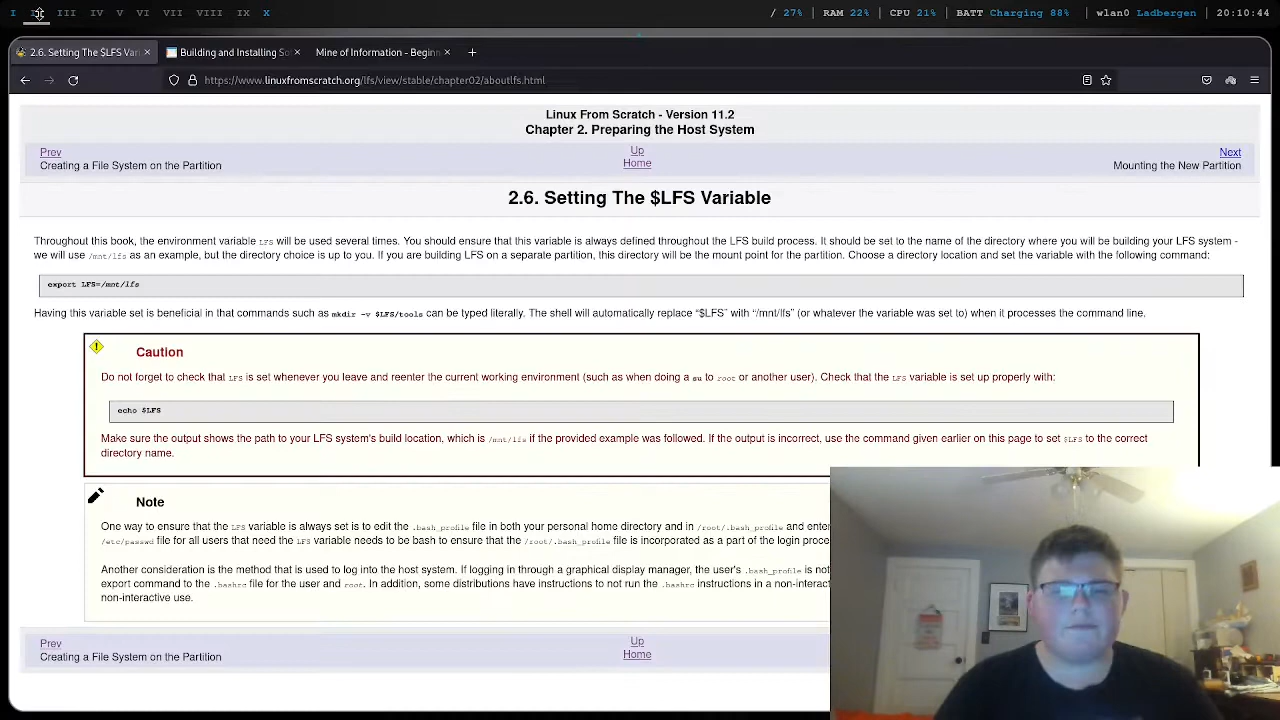 I II III IV V VI VII VIII IX X / 27% | RAM 22% | CPU 21% | BATT Charging 88% | wlan0 Ladbergen | 20:10:44
2.6. Setting The $LFS Var × Building and Installing So × Mine of Information - Beginn × +
https://www.linuxfromscratch.org/lfs/view/stable/chapter02/aboutlfs.html
Linux From Scratch - Version 11.2
Chapter 2. Preparing the Host System
Prev Up Next
Creating a File System on the Partition Home Mounting the New Partition
2.6. Setting The $LFS Variable
Throughout this book, the environment variable LFS will be used several times. You should ensure that this variable is always defined throughout the LFS build process. It should be set to the name of the directory where you will be building your LFS system -
we will use /mnt/lfs as an example, but the directory choice is up to you. If you are building LFS on a separate partition, this directory will be the mount point for the partition. Choose a directory location and set the variable with the following command:
export LFS=/mnt/lfs
Having this variable set is beneficial in that commands such as mkdir -v $LFS/tools can be typed literally. The shell will automatically replace “$LFS” with “/mnt/lfs” (or whatever the variable was set to) when it processes the command line.
Caution
Do not forget to check that LFS is set whenever you leave and reenter the current working environment (such as when doing a su to root or another user). Check that the LFS variable is set up properly with:
echo $LFS
Make sure the output shows the path to your LFS system's build location, which is /mnt/lfs if the provided example was followed. If the output is incorrect, use the command given earlier on this page to set $LFS to the correct
directory name.
Note
One way to ensure that the LFS variable is always set is to edit the .bash_profile file in both your personal home directory and in /root/.bash_profile and enter
/etc/passwd file for all users that need the LFS variable needs to be bash to ensure that the /root/.bash_profile file is incorporated as a part of the login proce
Another consideration is the method that is used to log into the host system. If logging in through a graphical display manager, the user's .bash_profile is not
export command to the .bashrc file for the user and root. In addition, some distributions have instructions to not run the .bashrc instructions in a non-interact
non-interactive use.
Prev Up
Creating a File System on the Partition Home